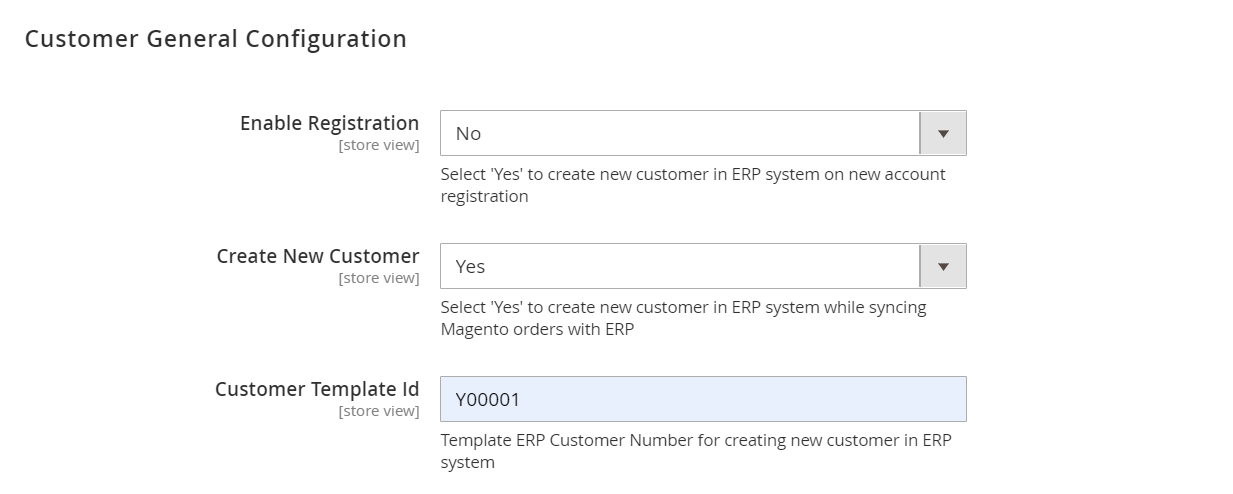 Customer General Configuration
Enable Registration
[store view]
No
Select 'Yes' to create new customer in ERP system on new account
registration
Create New Customer
[store view]
Yes
Select 'Yes' to create new customer in ERP system while syncing
Magento orders with ERP
Customer Template Id
[store view]
Y00001
Template ERP Customer Number for creating new customer in ERP
system